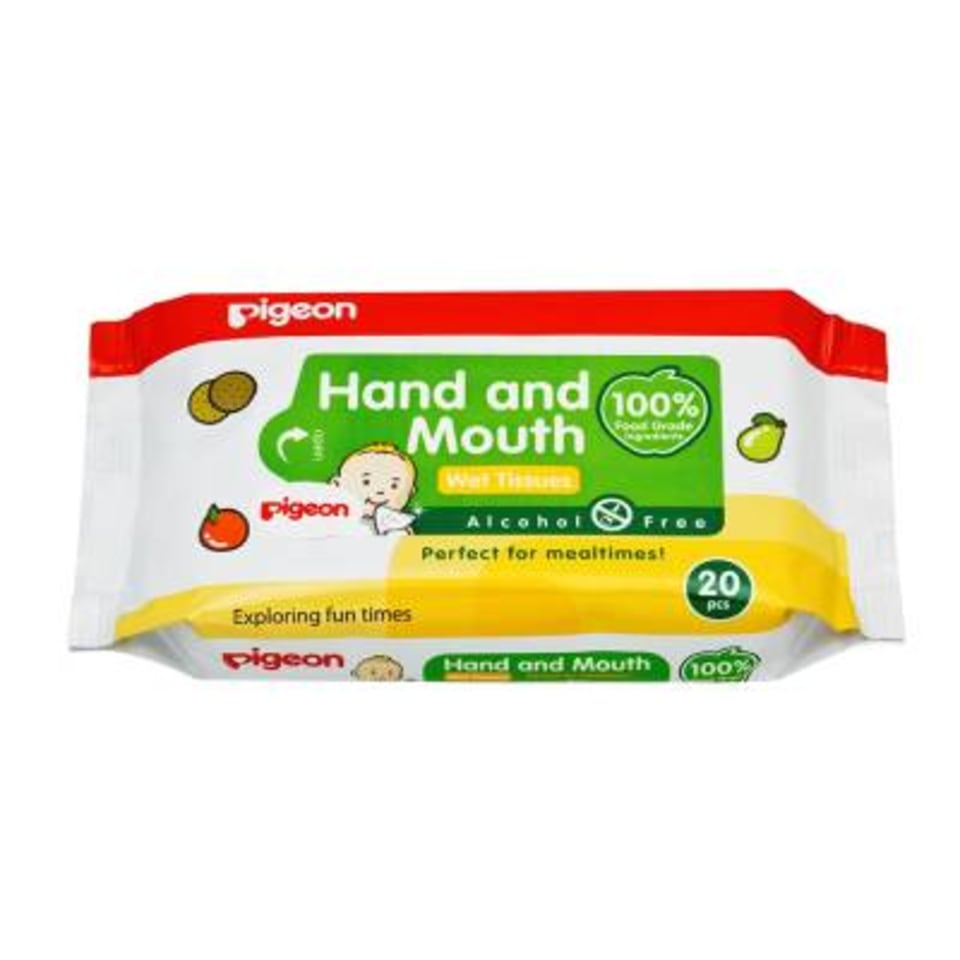 Pigeon
Hand and
Mouth
100%
Food Grade
Ingredients
Wet Tissues
Pigeon
Alcohol Free
Perfect for mealtimes!
20
pcs
Exploring fun times
Pigeon
Hand and Mouth
100%